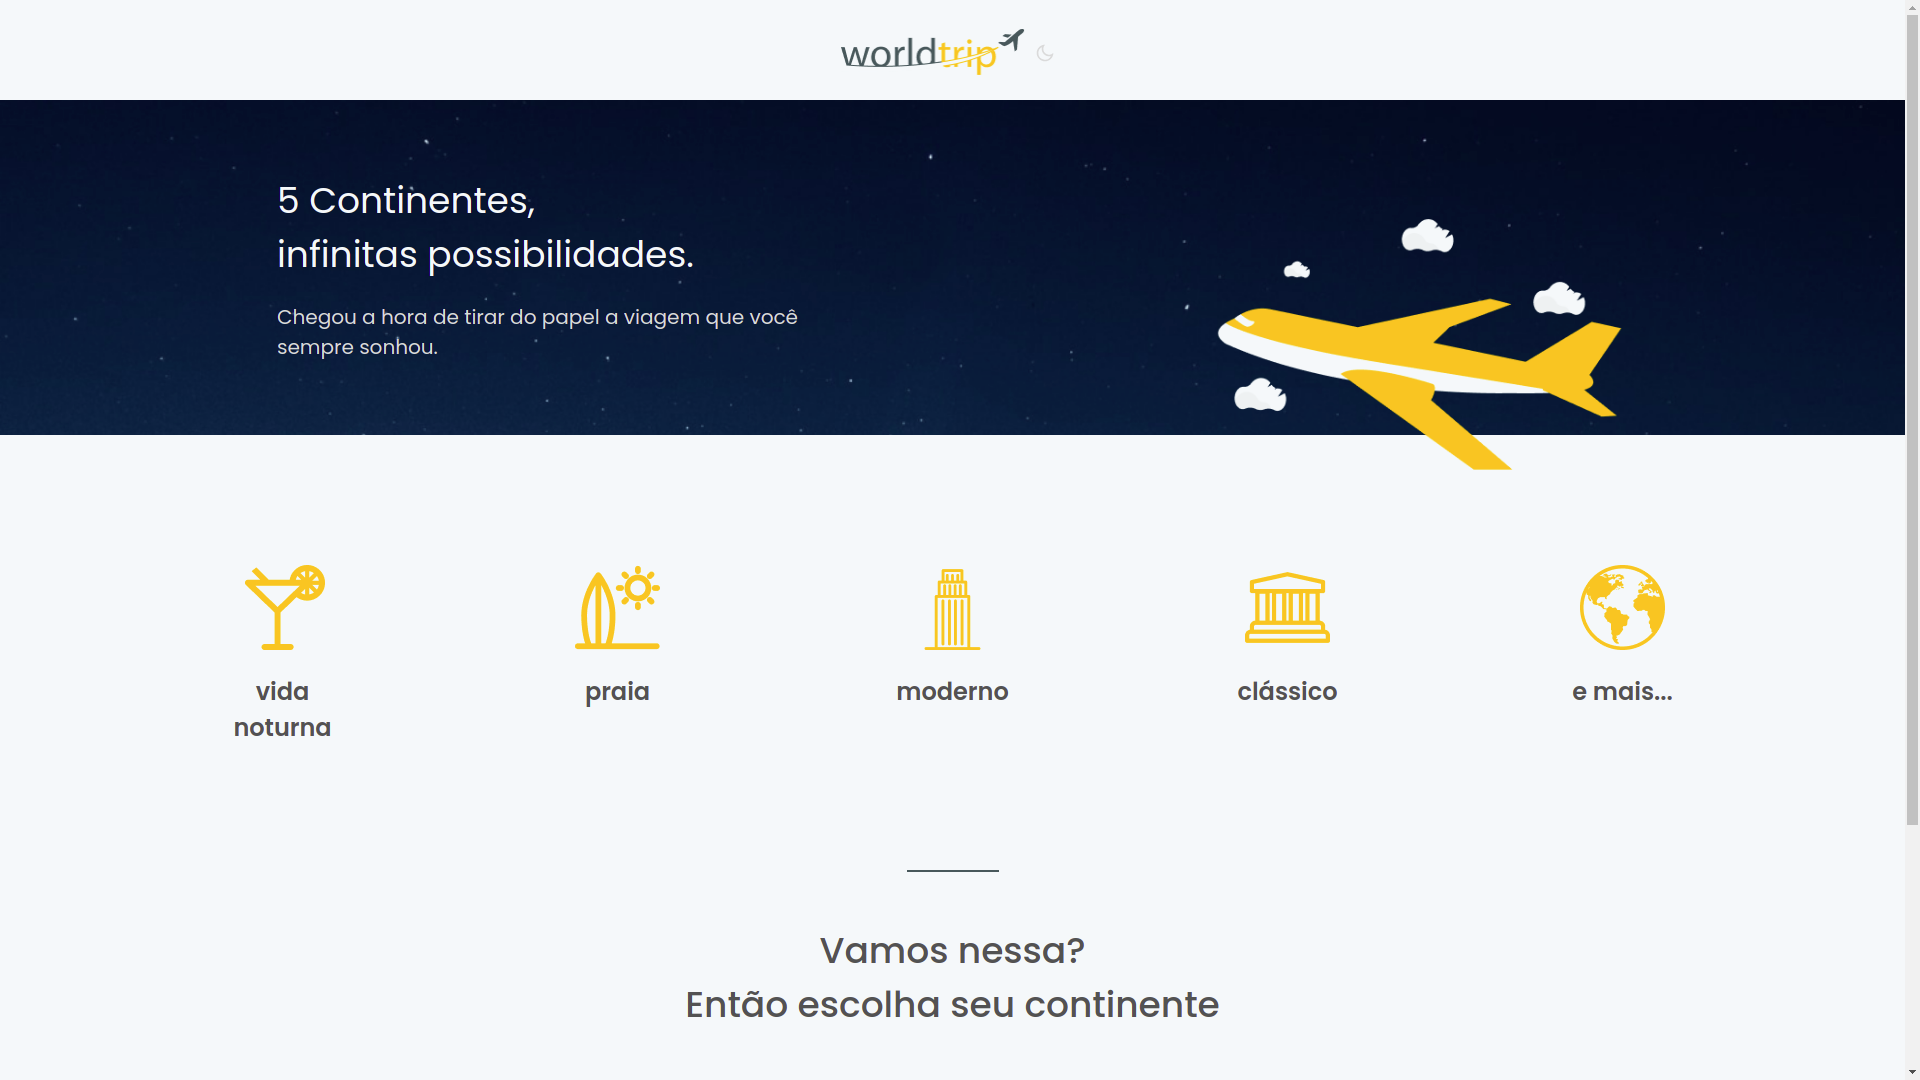 worldtrip
5 Continentes,
infinitas possibilidades.
Chegou a hora de tirar do papel a viagem que você
sempre sonhou.
vida
noturna
praia
moderno
clássico
e mais...
Vamos nessa?
Então escolha seu continente